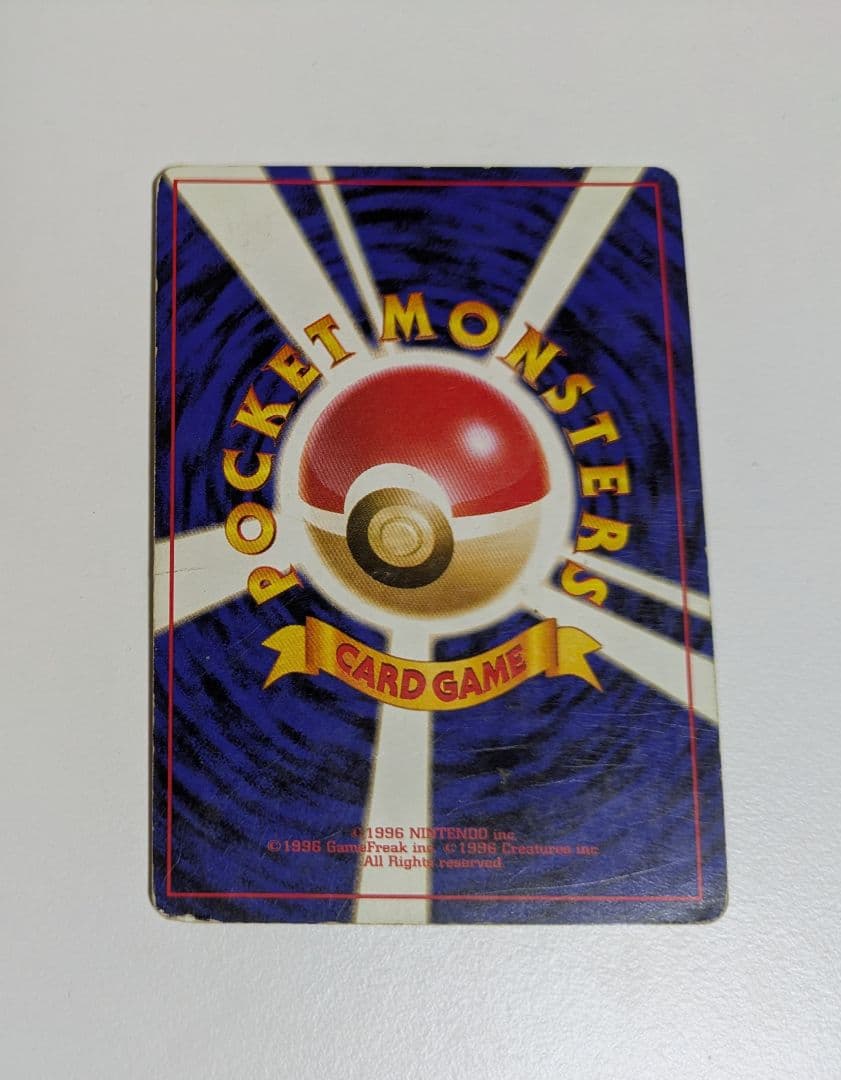 POCKET MONSTERS
CARD GAME
©1996 NINTENDO inc.
©1996 GameFreak inc. ©1996 Creatures inc.
All Rights reserved.